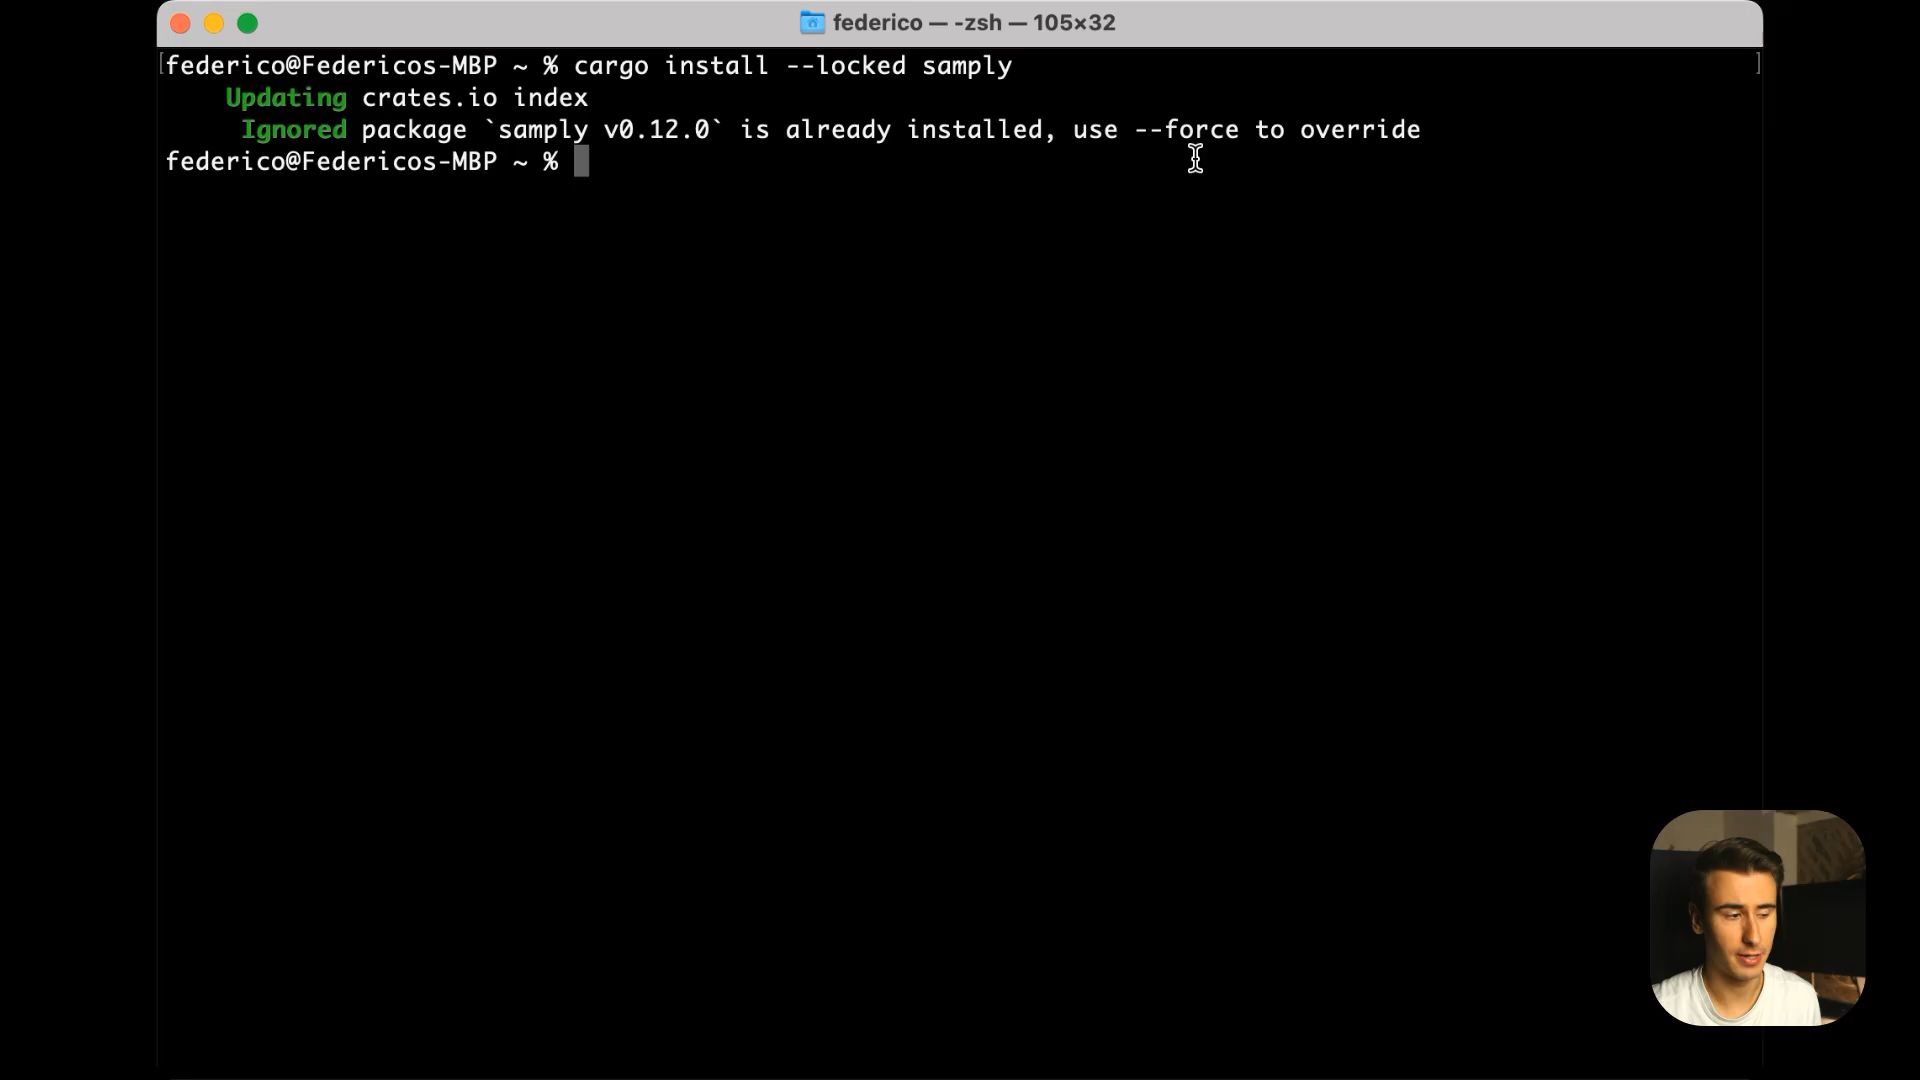 federico — -zsh — 105×32
[federico@Federicos-MBP ~ % cargo install --locked samply ]
Updating crates.io index
Ignored package `samply v0.12.0` is already installed, use --force to override
federico@Federicos-MBP ~ %